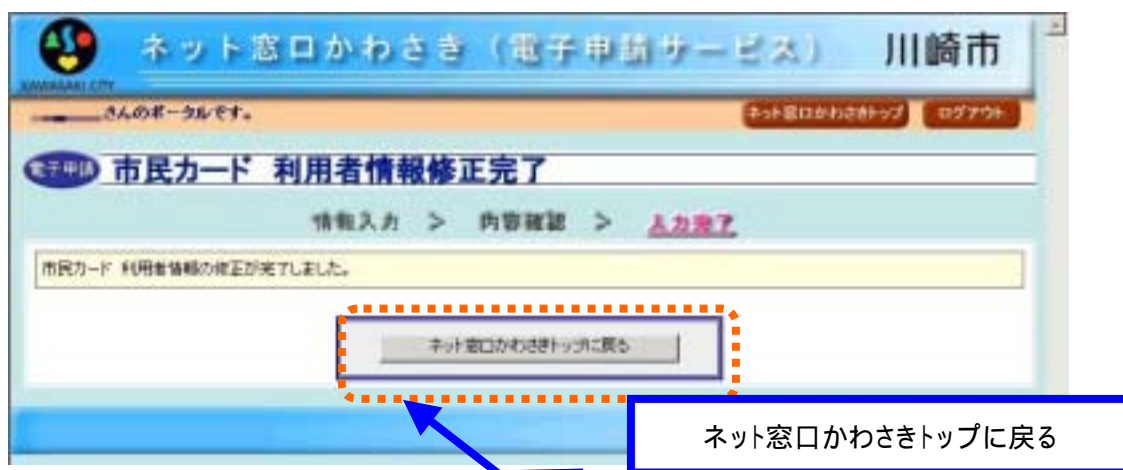 ネット窓口かわさき（電子申請サービス） 川崎市
KAWASAKI CITY
さんのポータルです。 ネット窓口かわさきトップ ログアウト
電子申請 市民カード 利用者情報修正完了
情報入力 > 内容確認 > 入力完了
市民カード 利用者情報の修正が完了しました。
ネット窓口かわさきトップに戻る
ネット窓口かわさきトップに戻る